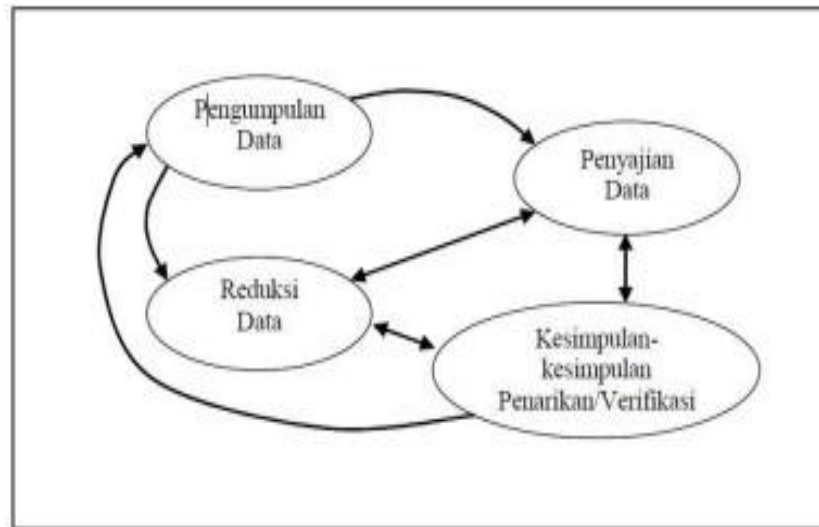 Pengumpulan
Data
Penyajian
Data
Reduksi
Data
Kesimpulan-
kesimpulan
Penarikan/Verifikasi